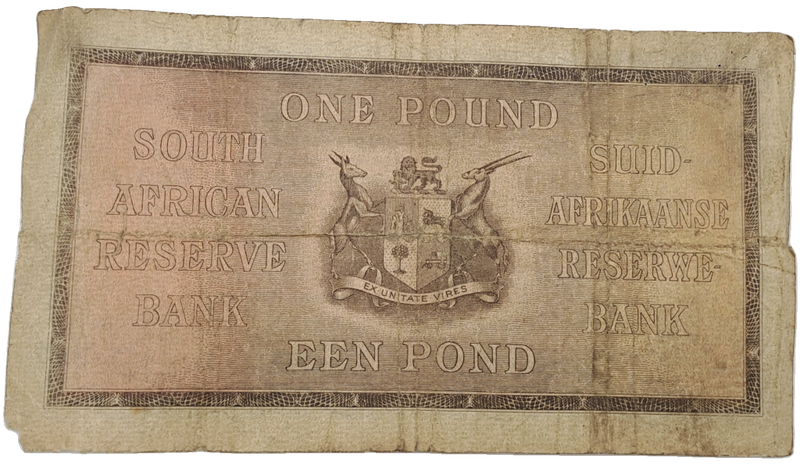 ONE POUND
SOUTH
AFRICAN
RESERVE
BANK
SUID-
AFRIKAANSE
RESERWE-
BANK
EX UNITATE VIRES
EEN POND